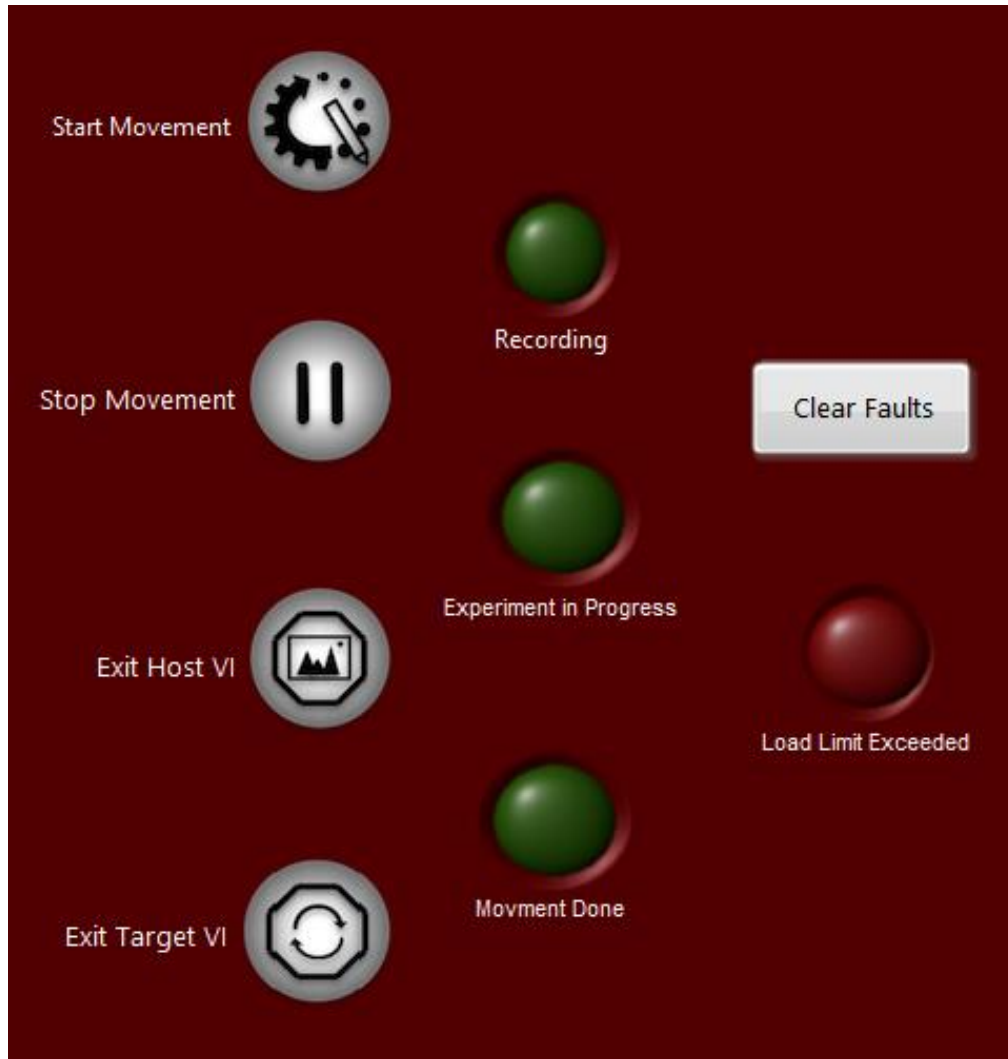 Start Movement
Recording
Stop Movement
Clear Faults
Experiment in Progress
Exit Host VI
Load Limit Exceeded
Movment Done
Exit Target VI